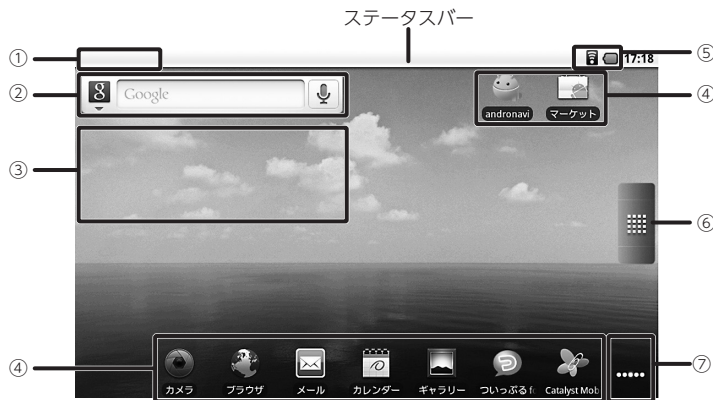 ステータスバー
①
⑤
17:18
②
8
Google
④
andronavi
マーケット
③
⑥
④
⑦
カメラ
ブラウザ
メール
カレンダー
ギャラリー
ついっぷる f
Catalyst Mob